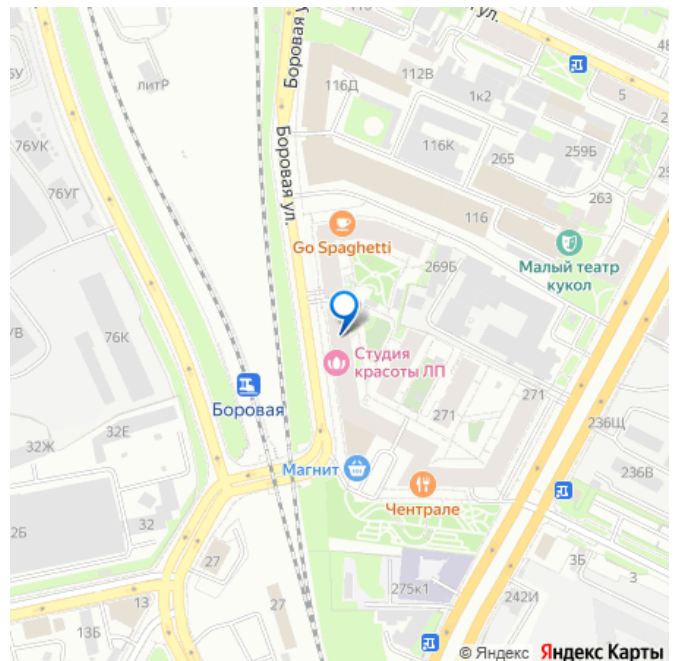 ул.
Боровая ул.
116Д
112В
4Б
литР
1к2
5
76УК
116К
265
259Б
Боровая ул.
76УГ
263
116
Go Spaghetti
269Б
Малый театр
кукол
76К
Студия
красоты ЛП
271
Боровая
271
236Щ
32Е
32Ж
Магнит
236В
Чентрале
32
27
3Б
3
275к1
13
27
242И
13Б
© Яндекс Яндекс Карты